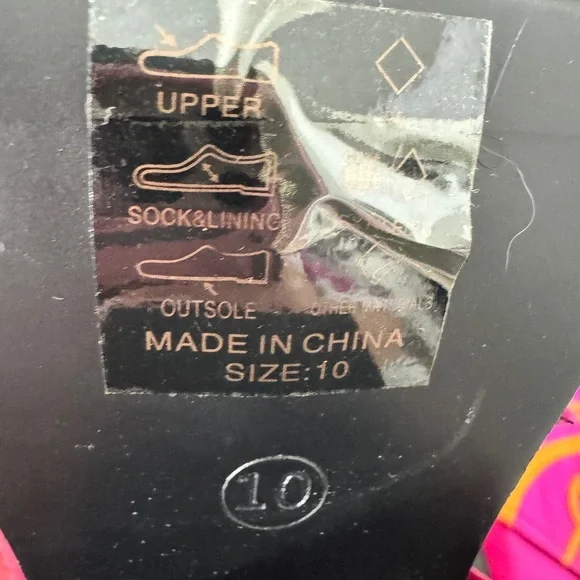 UPPER
SOCK&LINING
OUTSOLE
MADE IN CHINA
SIZE:10
10